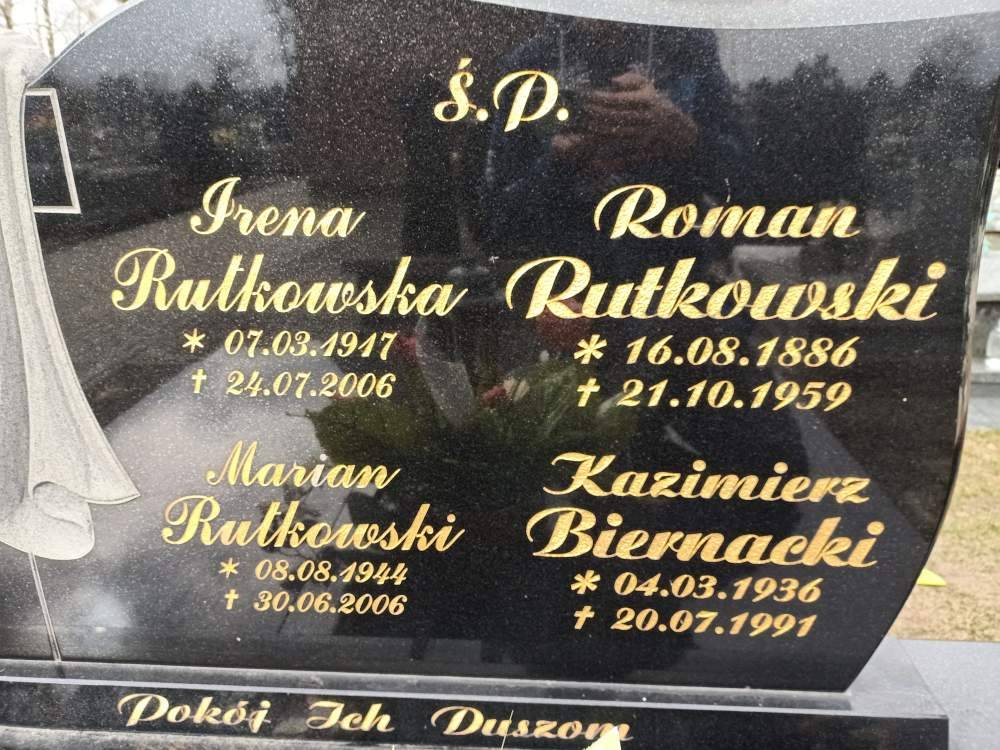 Ś.P.
Irena
Rutkowska
* 07.03.1917
† 24.07.2006
Roman
Rutkowski
* 16.08.1886
† 21.10.1959
Marian
Rutkowski
* 08.08.1944
† 30.06.2006
Kazimierz
Biernacki
* 04.03.1936
† 20.07.1991
Pokój Ich Duszom